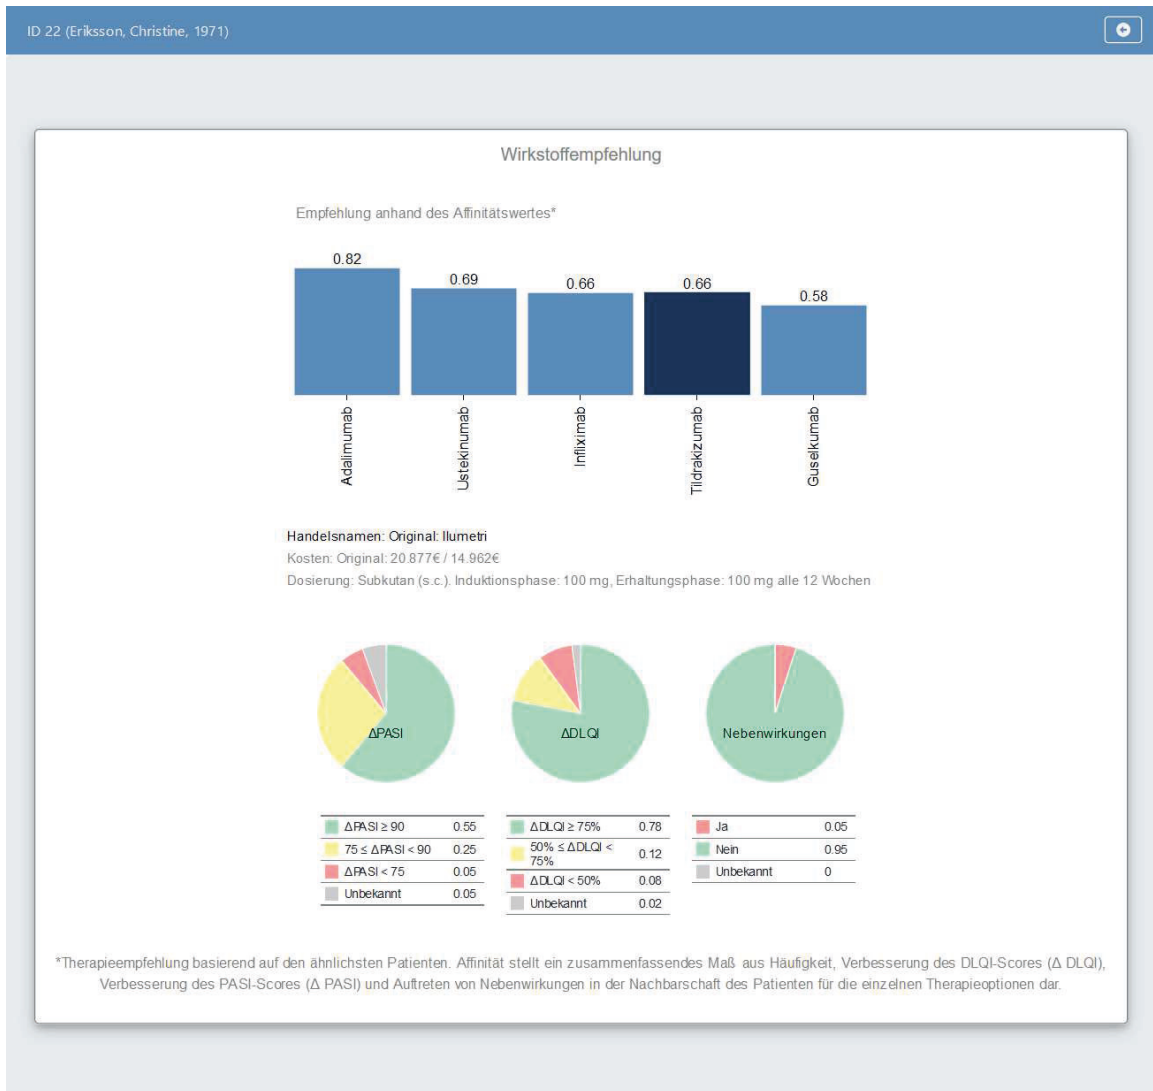 ID 22 (Eriksson, Christine, 1971)
Wirkstoffempfehlung
Empfehlung anhand des Affinitätswertes*
0.82
0.69
0.66
0.66
0.58
Adalimumab
Ustekinumab
Infliximab
Tildrakizumab
Guselkumab
Handelsnamen: Original: Ilumetri
Kosten: Original: 20.877€ / 14.962€
Dosierung: Subkutan (s.c.). Induktionsphase: 100 mg, Erhaltungsphase: 100 mg alle 12 Wochen
ΔPASI
ΔDLQI
Nebenwirkungen
ΔPASI ≥ 90 0.55
75 ≤ ΔPASI < 90 0.25
ΔPASI < 75 0.05
Unbekannt 0.05
ΔDLQI ≥ 75% 0.78
50% ≤ ΔDLQI <
75% 0.12
ΔDLQI < 50% 0.08
Unbekannt 0.02
Ja 0.05
Nein 0.95
Unbekannt 0
*Therapieempfehlung basierend auf den ähnlichsten Patienten. Affinität stellt ein zusammenfassendes Maß aus Häufigkeit, Verbesserung des DLQI-Scores (Δ DLQI),
Verbesserung des PASI-Scores (Δ PASI) und Auftreten von Nebenwirkungen in der Nachbarschaft des Patienten für die einzelnen Therapieoptionen dar.